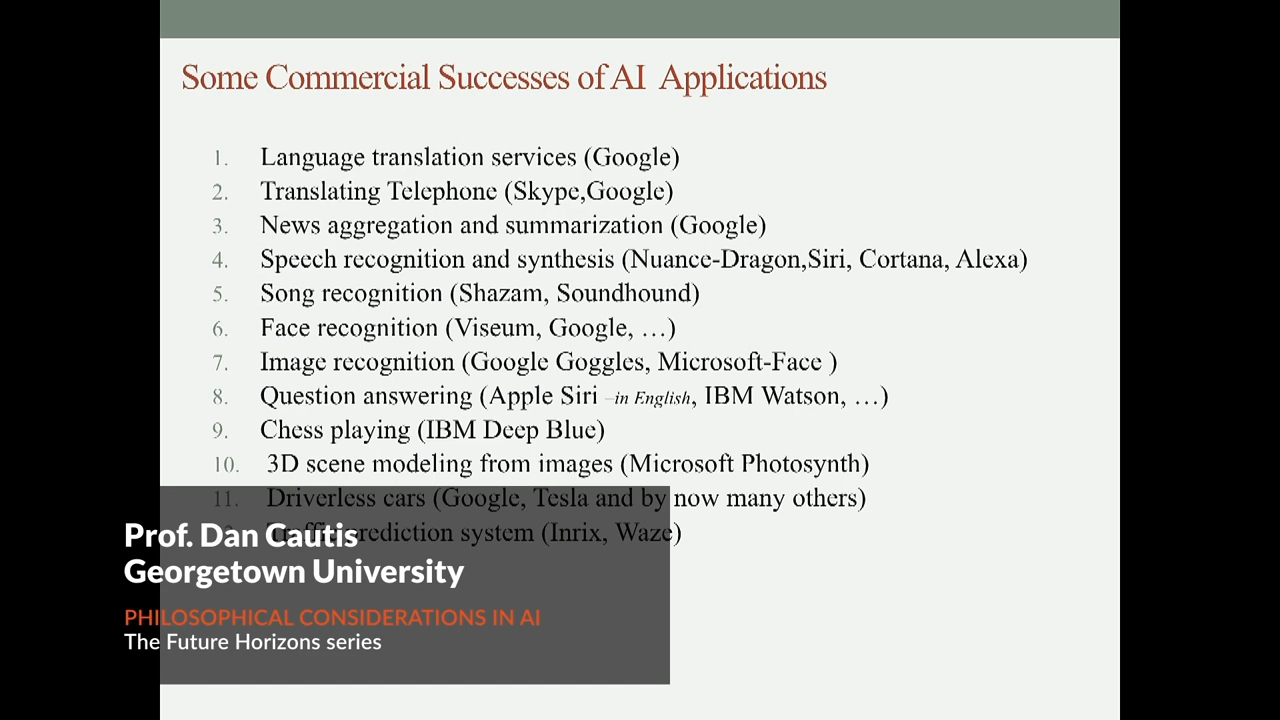 Some Commercial Successes of AI Applications
1. Language translation services (Google)
2. Translating Telephone (Skype,Google)
3. News aggregation and summarization (Google)
4. Speech recognition and synthesis (Nuance-Dragon,Siri, Cortana, Alexa)
5. Song recognition (Shazam, Soundhound)
6. Face recognition (Viseum, Google, …)
7. Image recognition (Google Goggles, Microsoft-Face )
8. Question answering (Apple Siri –in English, IBM Watson, …)
9. Chess playing (IBM Deep Blue)
10. 3D scene modeling from images (Microsoft Photosynth)
11. Driverless cars (Google, Tesla and by now many others)
prediction system (Inrix, Waze)
Prof. Dan Cautis
Georgetown University
PHILOSOPHICAL CONSIDERATIONS IN AI
The Future Horizons series